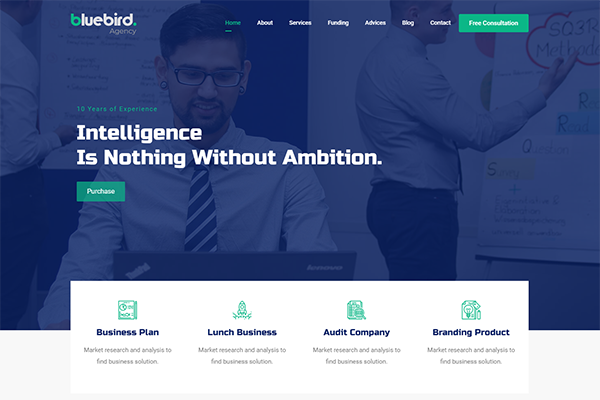 bluebird.
Agency
Home About Services Funding Advices Blog Contact Free Consultation
SQ3R
Method
10 Years of Experience
Intelligence
Is Nothing Without Ambition.
Purchase
lenovo
Business Plan Lunch Business Audit Company Branding Product
Market research and analysis to Market research and analysis to Market research and analysis to Market research and analysis to
find business solution. find business solution. find business solution. find business solution.